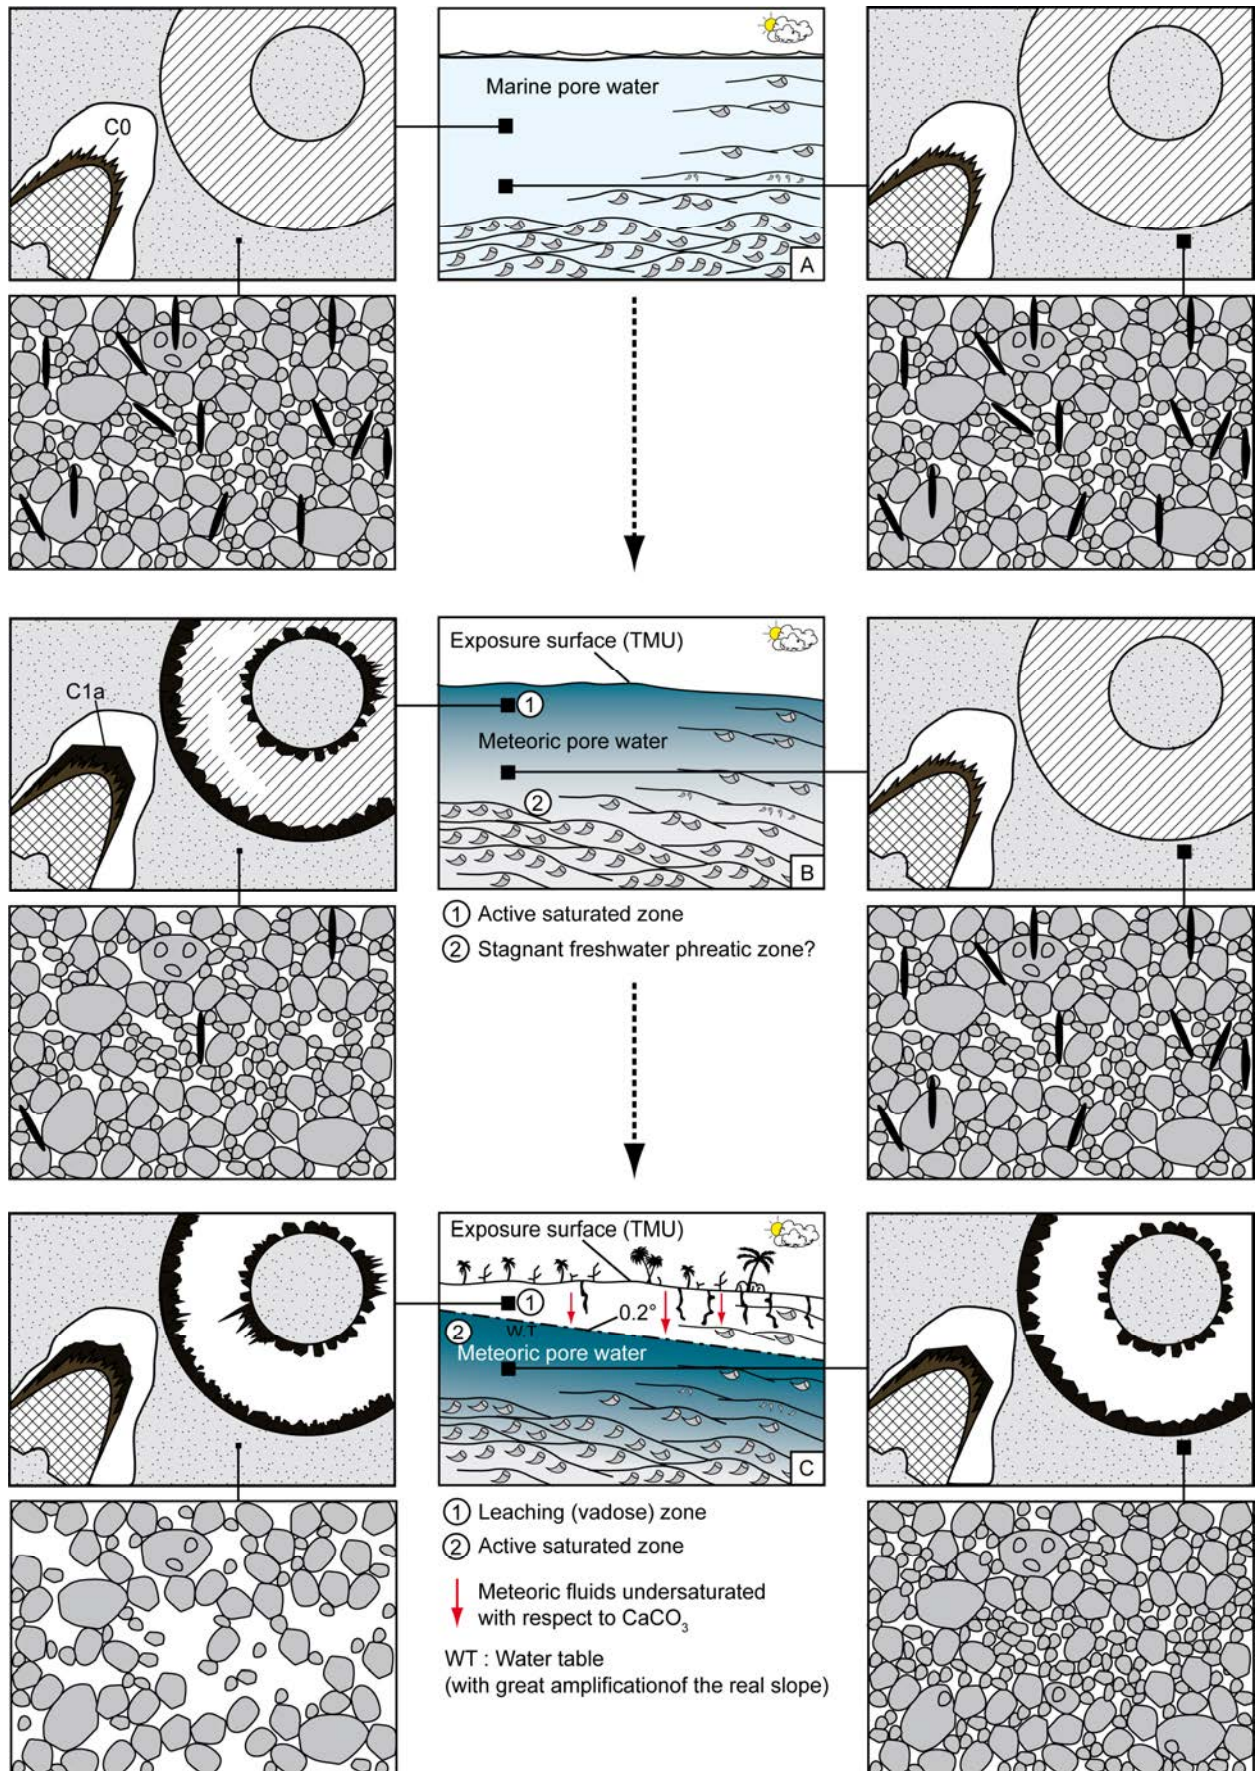 C0
Marine pore water
A
C1a
Exposure surface (TMU)
1
Meteoric pore water
2
B
1 Active saturated zone
2 Stagnant freshwater phreatic zone?
Exposure surface (TMU)
1
0.2°
W.T
2
Meteoric pore water
C
1 Leaching (vadose) zone
2 Active saturated zone
Meteoric fluids undersaturated
with respect to CaCO3
WT : Water table
(with great amplificationof the real slope)